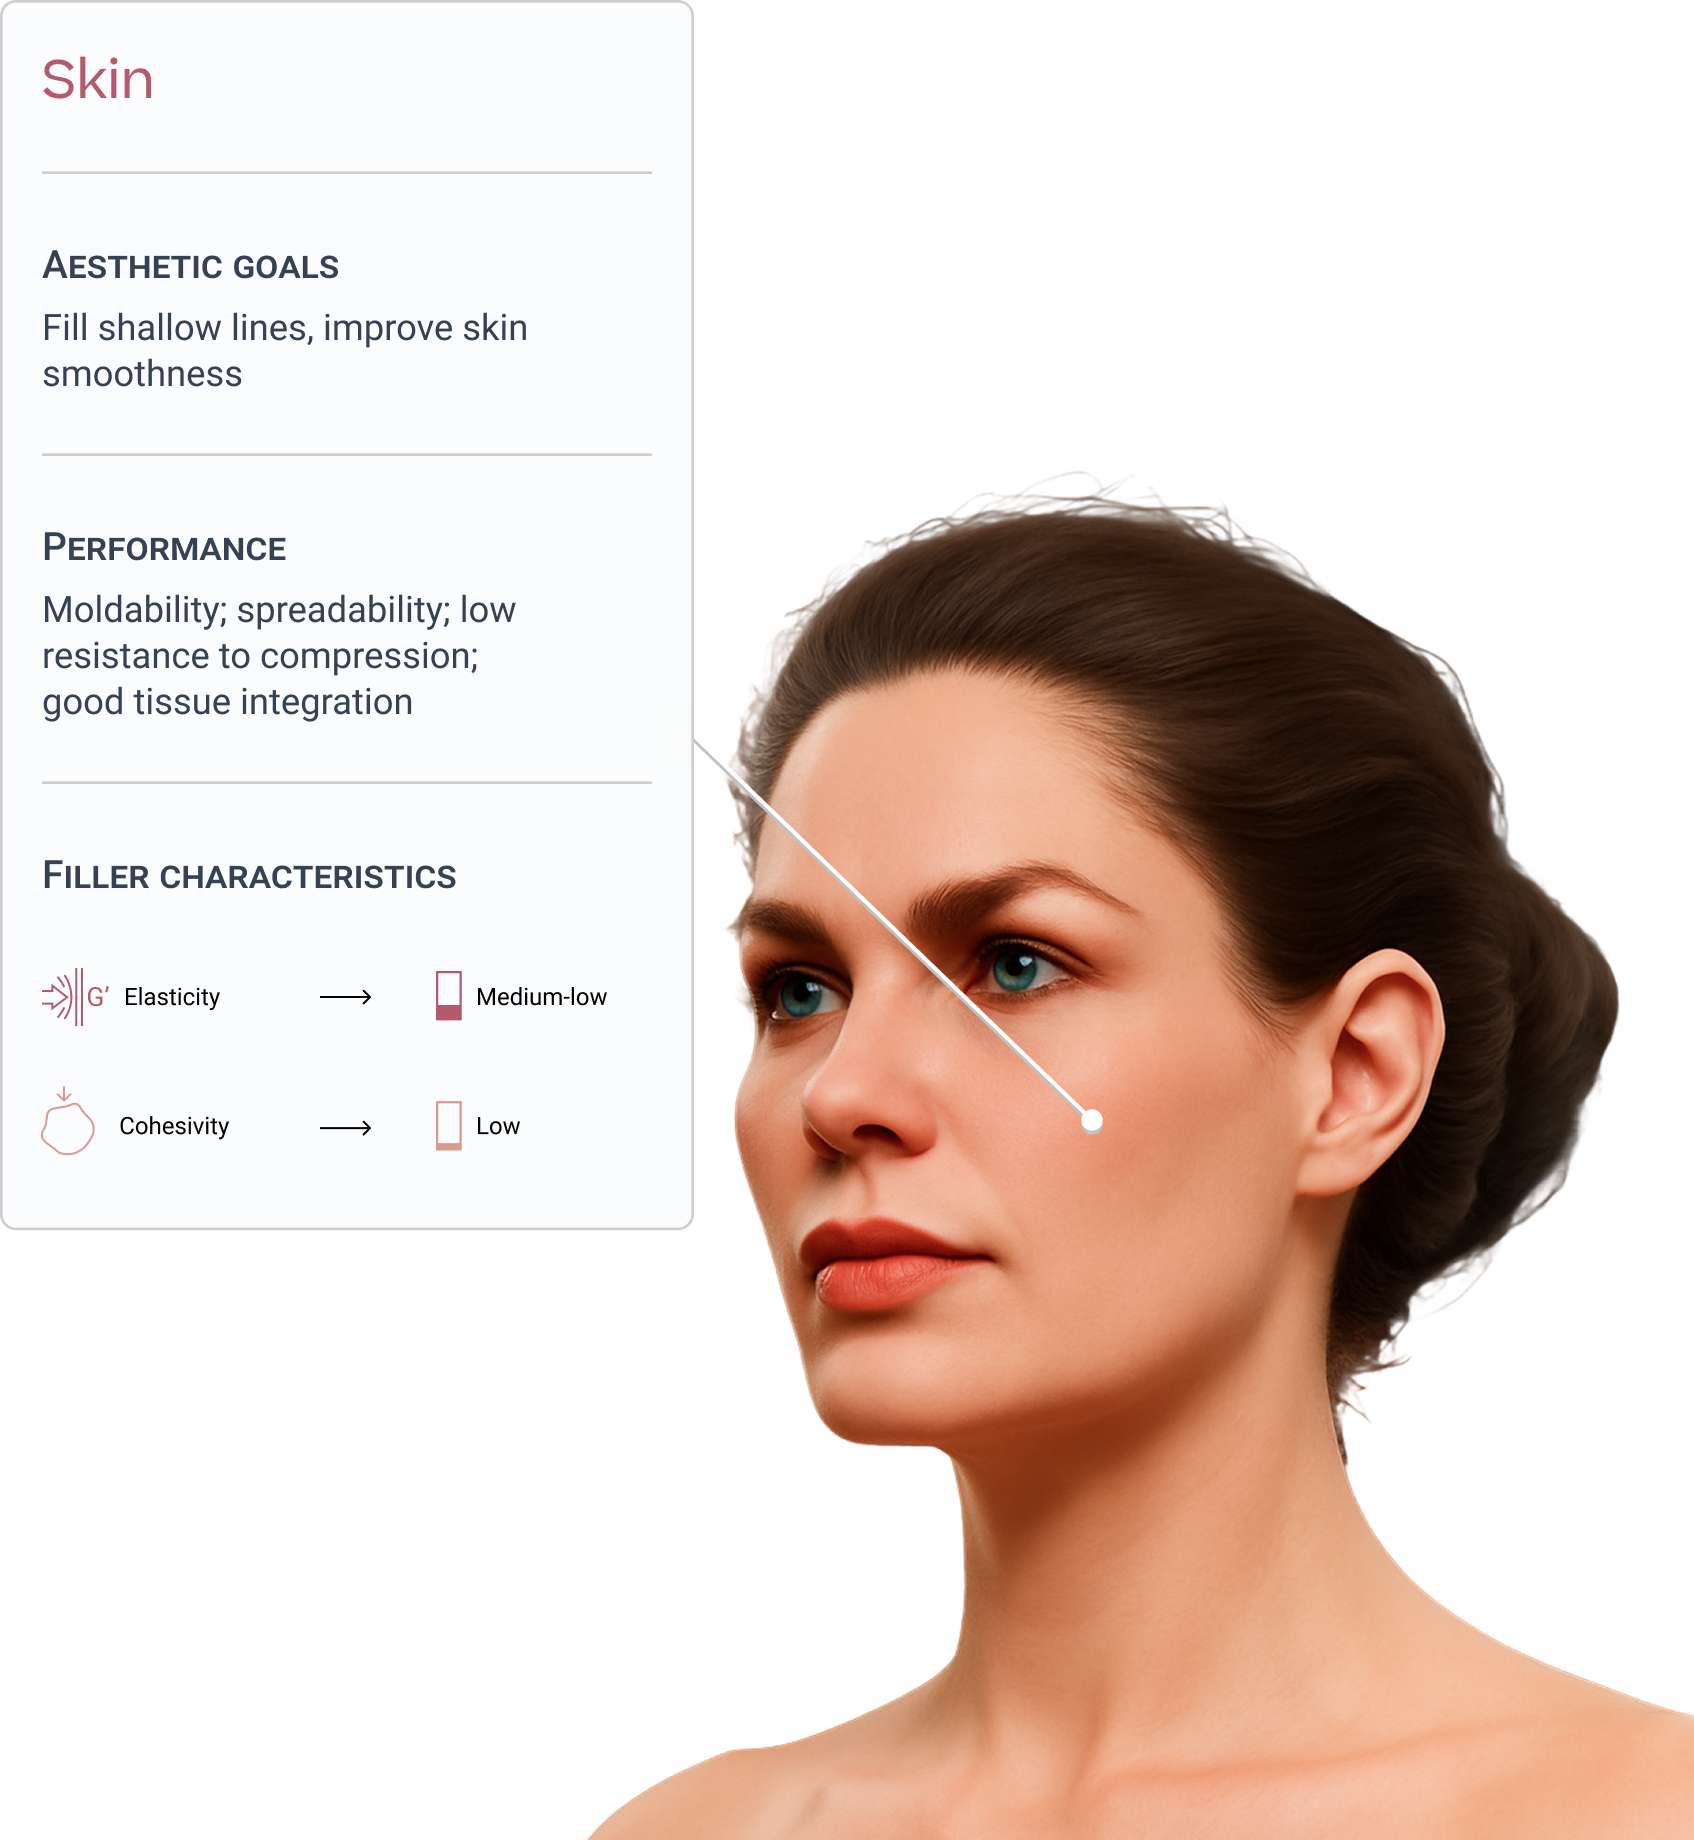 Skin
AESTHETIC GOALS
Fill shallow lines, improve skin
smoothness
PERFORMANCE
Moldability; spreadability; low
resistance to compression;
good tissue integration
FILLER CHARACTERISTICS
G' Elasticity → Medium-low
Cohesivity → Low